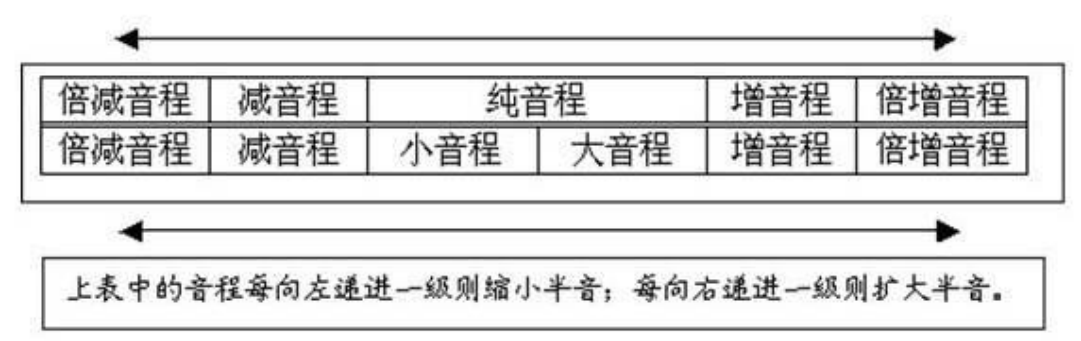 倍减音程 减音程 纯音程 增音程 倍增音程
倍减音程 减音程 小音程 大音程 增音程 倍增音程
上表中的音程每向左递进一级则缩小半音；每向右递进一级则扩大半音。